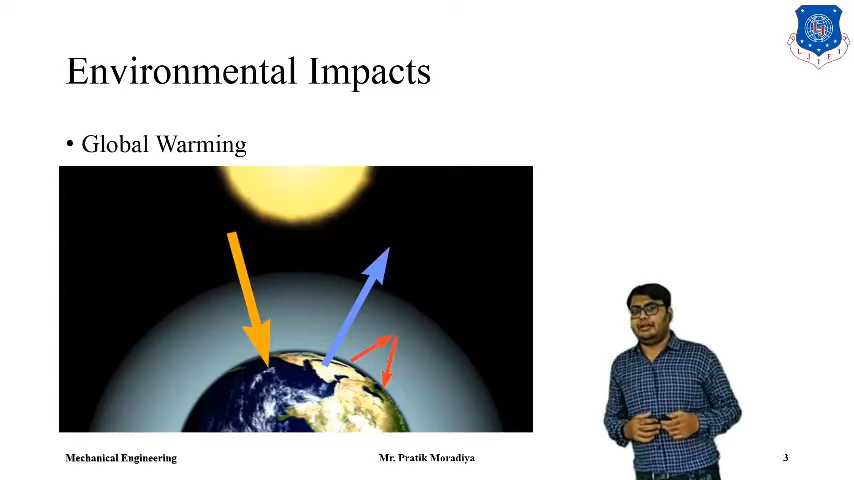 Environmental Impacts
• Global Warming
L J I E T
Mechanical Engineering
Mr. Pratik Moradiya
3